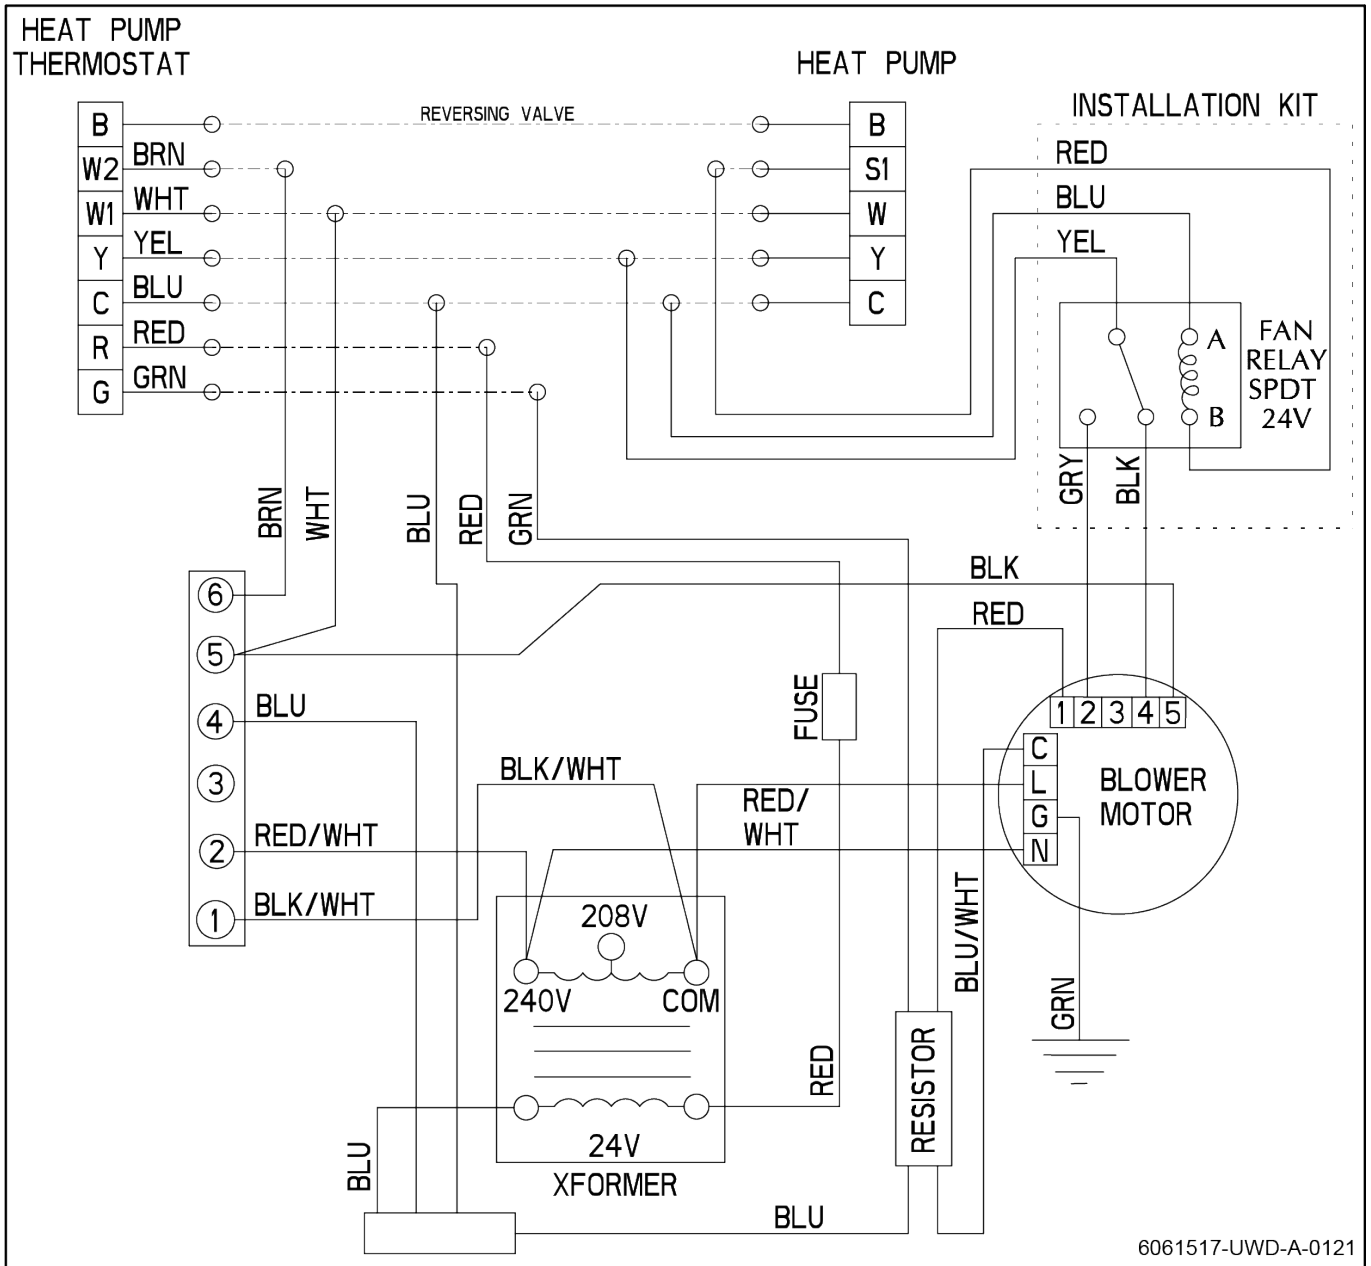 HEAT PUMP
THERMOSTAT
HEAT PUMP
INSTALLATION KIT
B
REVERSING VALVE
B
W2
BRN
S1
RED
W1
WHT
W
BLU
Y
YEL
Y
YEL
C
BLU
C
R
RED
G
GRN
A
B
FAN
RELAY
SPDT
24V
GRY
BLK
BRN
WHT
BLU
RED
GRN
BLK
RED
6
5
4
BLU
3
2
RED/WHT
1
BLK/WHT
BLK/WHT
FUSE
RED/
WHT
1 2 3 4 5
C
L
G
N
BLOWER
MOTOR
208V
240V
COM
24V
XFORMER
RED
BLU/WHT
GRN
RESISTOR
BLU
BLU
6061517-UWD-A-0121